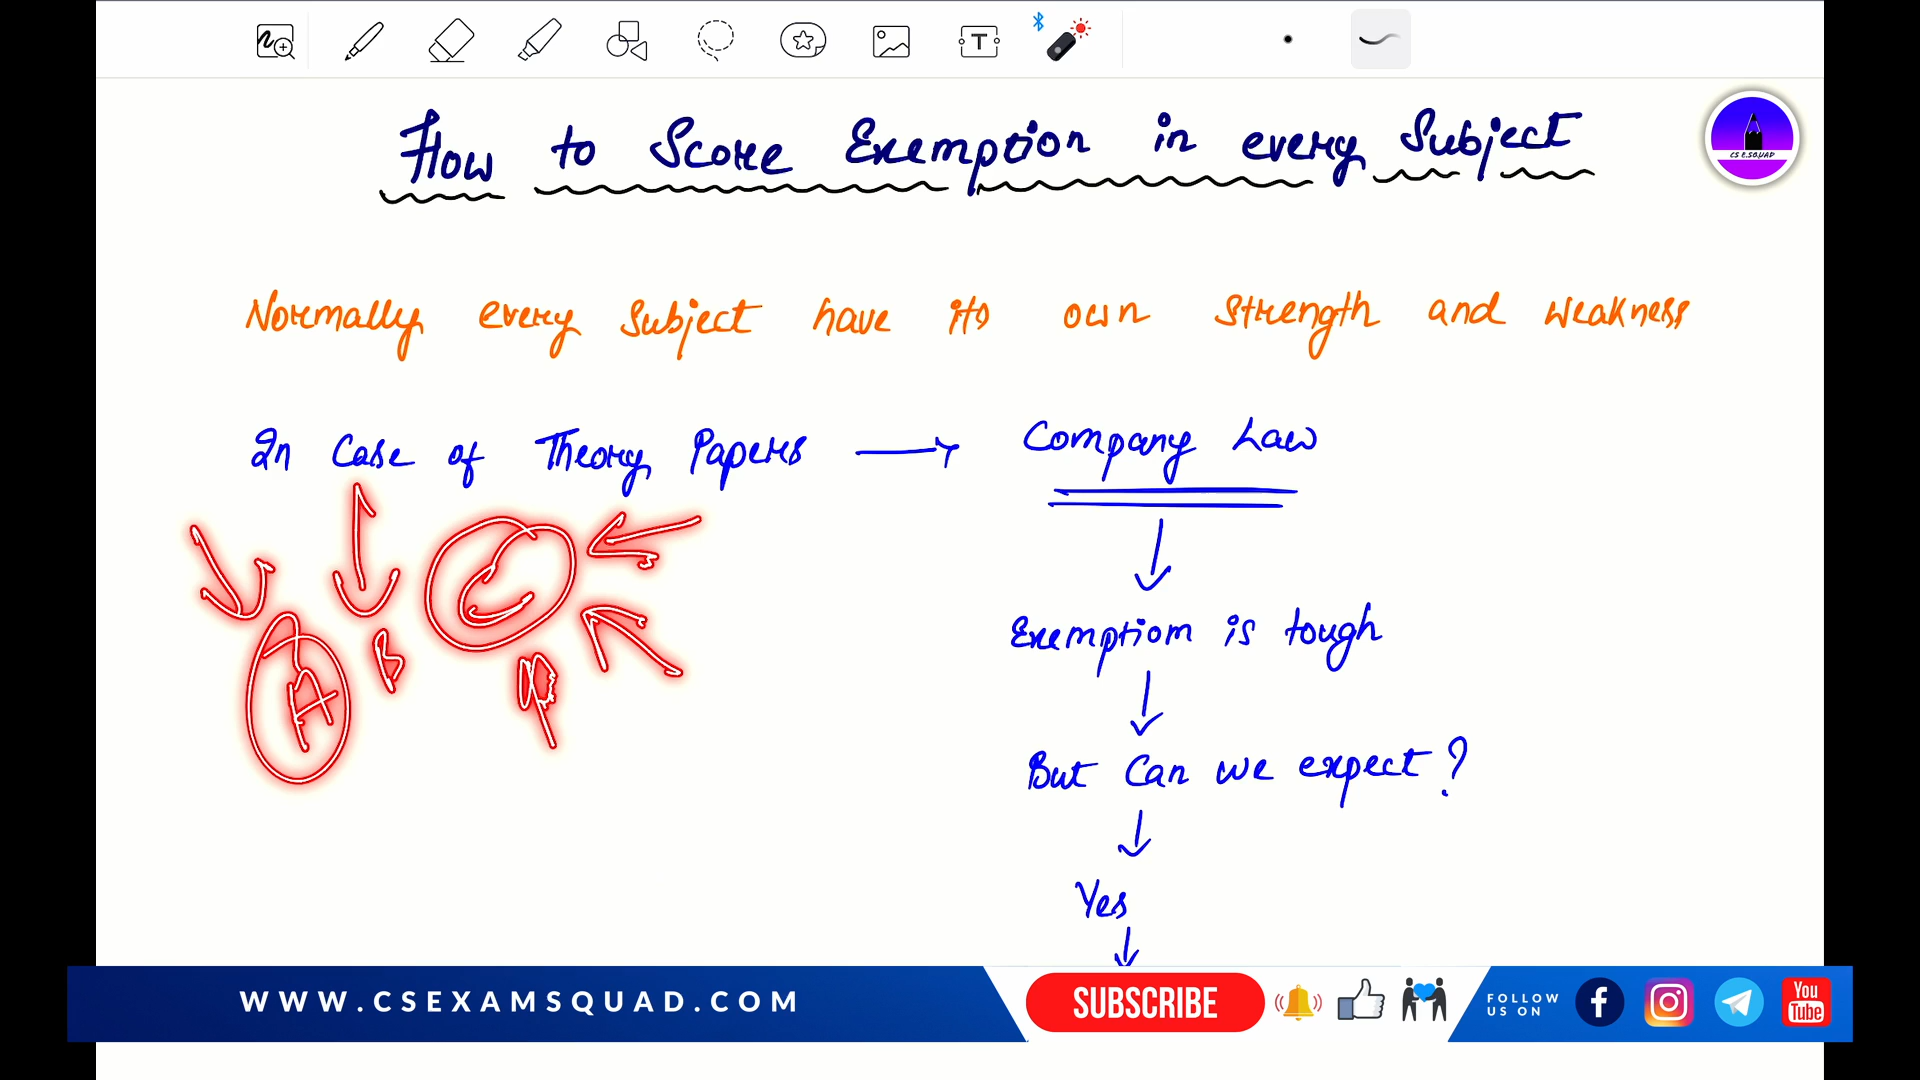 T
CS E.SQUAD
How to Score Exemption in every Subject
Normally every Subject have its own Strength and weakness
In Case of Theory Papers → Company Law
A B C
Exemption is tough
But Can we expect?
Yes
WWW.CSEXAMSQUAD.COM
SUBSCRIBE
FOLLOW
US ON
You
Tube